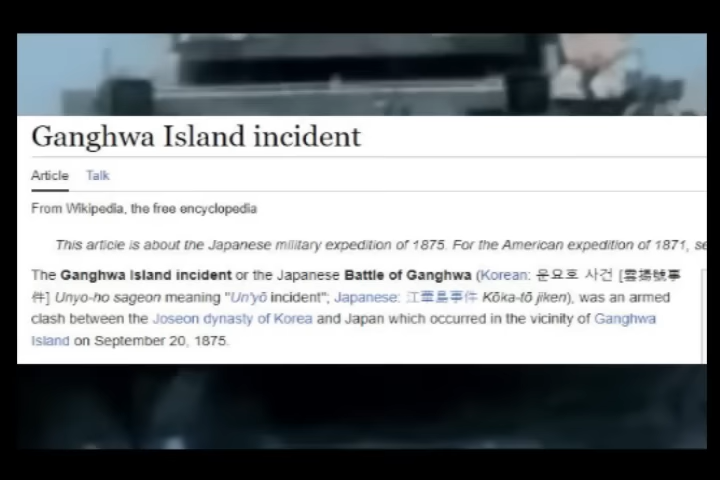 Ganghwa Island incident
Article Talk
From Wikipedia, the free encyclopedia
This article is about the Japanese military expedition of 1875. For the American expedition of 1871, se
The Ganghwa Island incident or the Japanese Battle of Ganghwa (Korean: 운요호 사건 [雲揚號事
件] Unyo-ho sageon meaning "Un'yō incident"; Japanese: 江華島事件 Kōka-tō jiken), was an armed
clash between the Joseon dynasty of Korea and Japan which occurred in the vicinity of Ganghwa
Island on September 20, 1875.